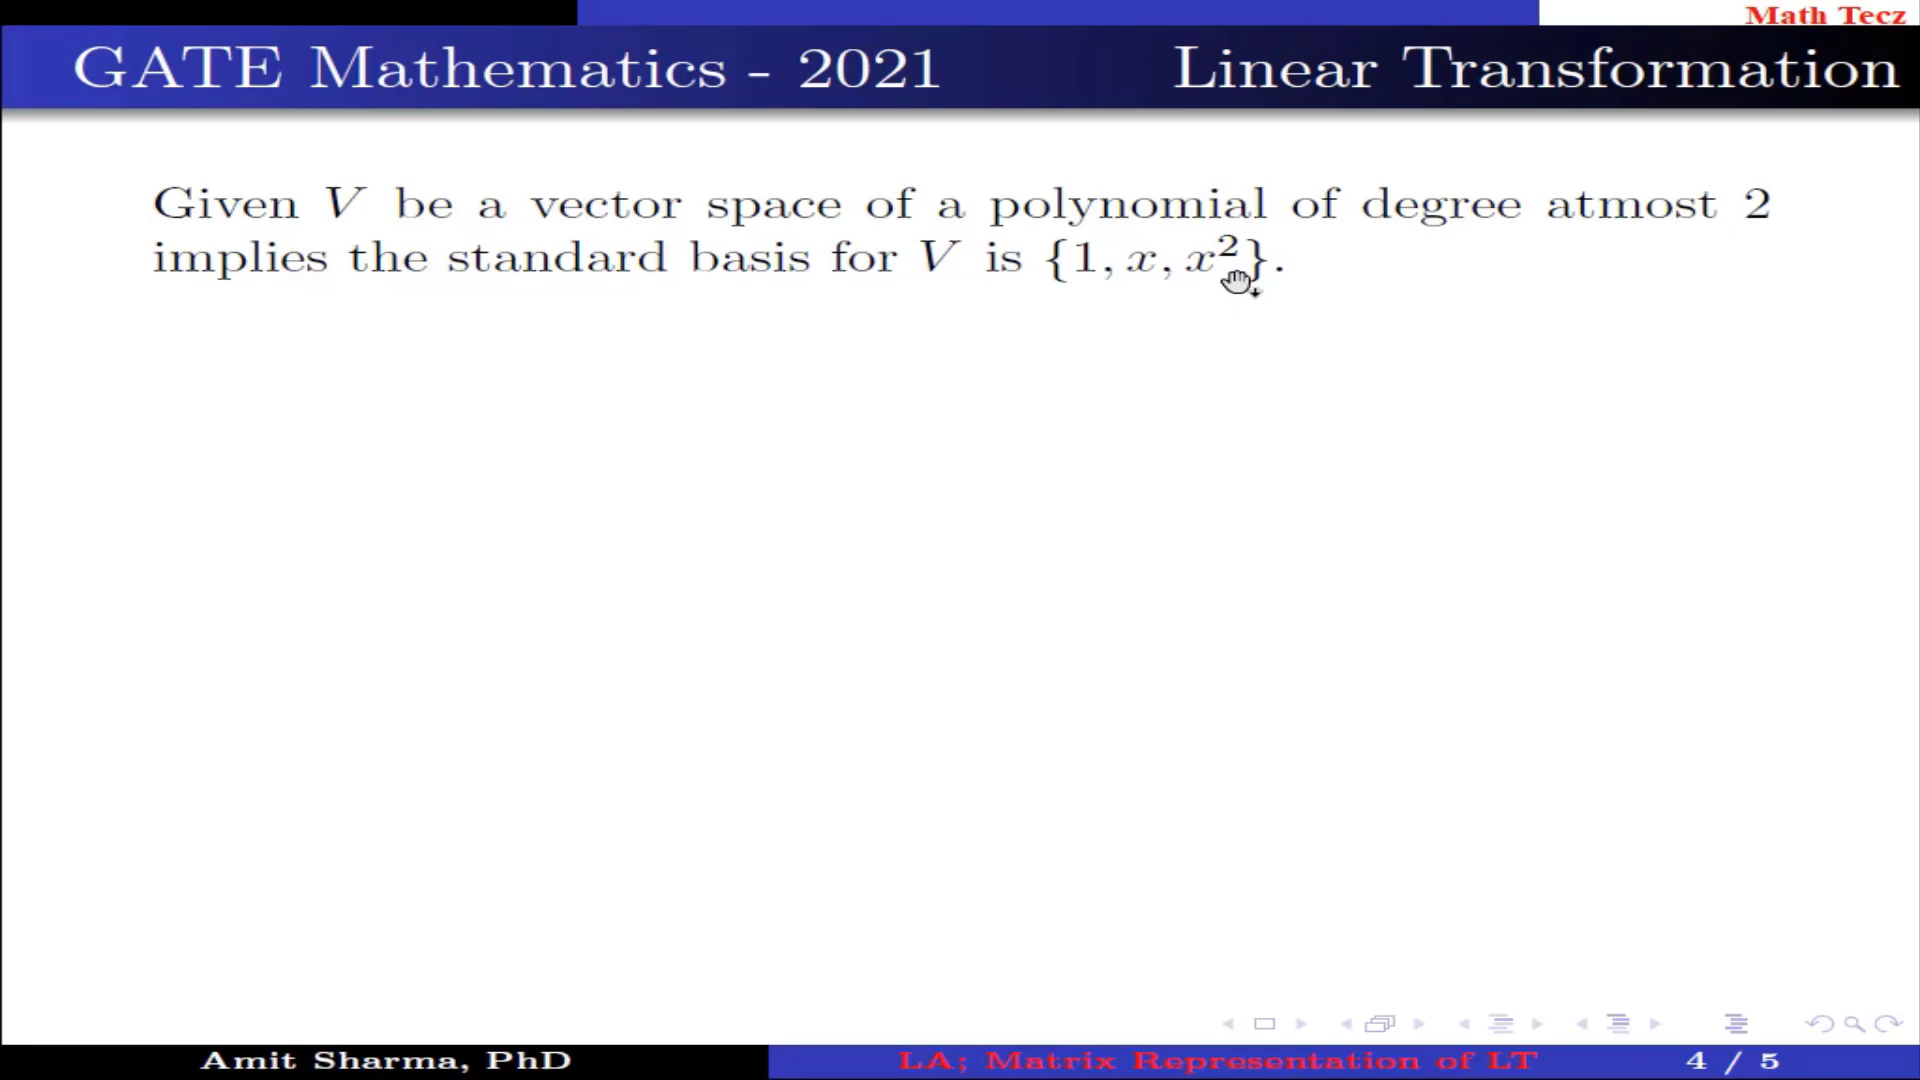 Math Tecz
GATE Mathematics - 2021 Linear Transformation
Given V be a vector space of a polynomial of degree atmost 2
implies the standard basis for V is {1, x, x²}.
Amit Sharma, PhD LA; Matrix Representation of LT 4 / 5